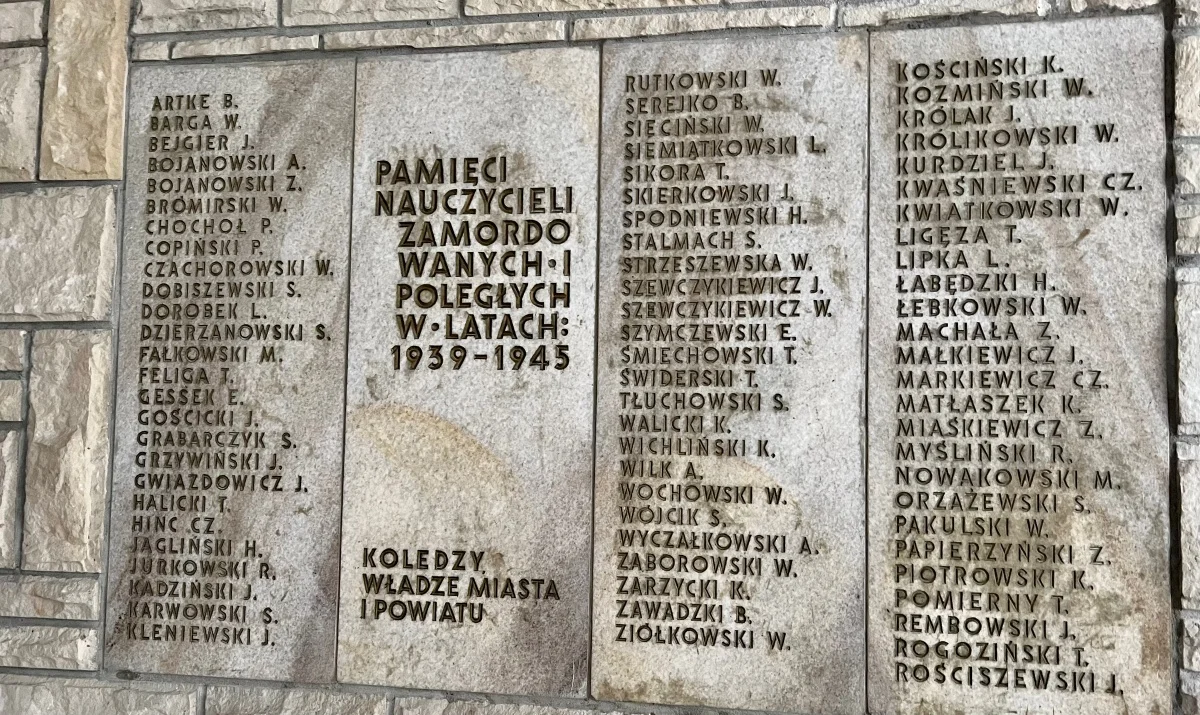 ARTKE B.
BARGA W.
BEJGIER J.
BOJANOWSKI A.
BOJANOWSKI Z.
BROMIRSKI W.
CHOCHOŁ P.
COPIŃSKI P.
CZACHOROWSKI W.
DOBISZEWSKI S.
DOROBEK L.
DZIERZANOWSKI S.
FAŁKOWSKI M.
FELIGA T.
GESSEK E.
GOŚCICKI J.
GRABARCZYK S.
GRZYWIŃSKI J.
GWIAZDOWICZ J.
HALICKI T.
HINC CZ.
JAGLIŃSKI H.
JURKOWSKI R.
KADZIŃSKI J.
KARWOWSKI S.
KLENIEWSKI J.
PAMIĘCI
NAUCZYCIELI
ZAMORDO
WANYCH·I
POLEGŁYCH
W·LATACH:
1939-1945
KOLEDZY
WŁADZE MIASTA
I POWIATU
RUTKOWSKI W.
SEREJKO B.
SIECIŃSKI W.
SIEMIĄTKOWSKI L.
SIKORA T.
SKIERKOWSKI J.
SPODNIEWSKI H.
STALMACH S.
STRZESZEWSKA W.
SZEWCZYKIEWICZ J.
SZEWCZYKIEWICZ W.
SZYMCZEWSKI E.
ŚMIECHOWSKI T.
ŚWIDERSKI T.
TŁUCHOWSKI S.
WALICKI K.
WICHLIŃSKI K.
WILK A.
WOCHOWSKI W.
WÓJCIK S.
WYCZAŁKOWSKI A.
ZABOROWSKI W.
ZARZYCKI K.
ZAWADZKI B.
ZIÓŁKOWSKI W.
KOŚCIŃSKI K.
KOZMIŃSKI W.
KRÓLAK J.
KRÓLIKOWSKI W.
KURDZIEL J.
KWAŚNIEWSKI CZ.
KWIATKOWSKI W.
LIGĘZA T.
LIPKA L.
ŁABĘDZKI H.
ŁEBKOWSKI W.
MACHAŁA Z.
MAŁKIEWICZ J.
MARKIEWICZ CZ.
MATŁASZEK K.
MIAŚKIEWICZ Z.
MYŚLIŃSKI R.
NOWAKOWSKI M.
ORZAŻEWSKI S.
PAKULSKI W.
PAPIERZYŃSKI Z.
PIOTROWSKI K.
POMIERNY T.
REMBOWSKI J.
ROGOZIŃSKI T.
ROŚCISZEWSKI J.